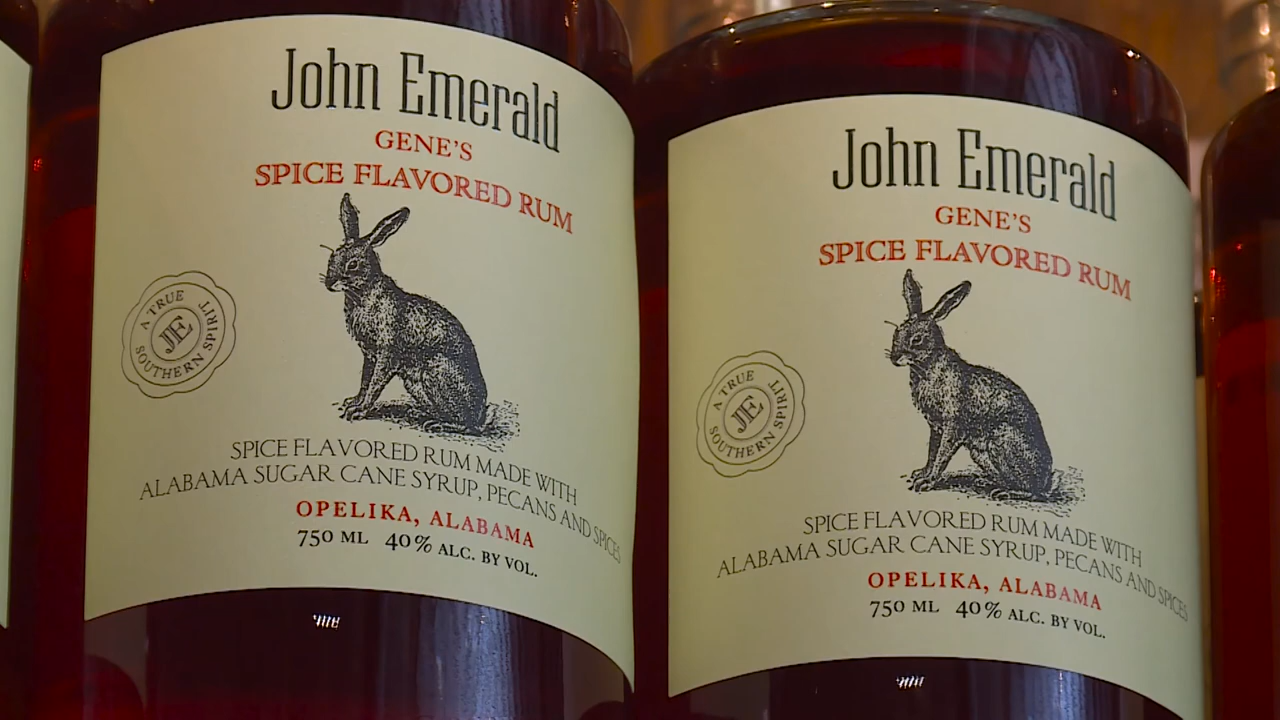 John Emerald
GENE'S
SPICE FLAVORED RUM
A TRUE
JE
SOUTHERN SPIRIT
SPICE FLAVORED RUM MADE WITH
ALABAMA SUGAR CANE SYRUP, PECANS AND SPICES
OPELIKA, ALABAMA
750 ML 40% ALC. BY VOL.
John Emerald
GENE'S
SPICE FLAVORED RUM
A TRUE
JE
SOUTHERN SPIRIT
SPICE FLAVORED RUM MADE WITH
ALABAMA SUGAR CANE SYRUP, PECANS AND SPICES
OPELIKA, ALABAMA
750 ML 40% ALC. BY VOL.